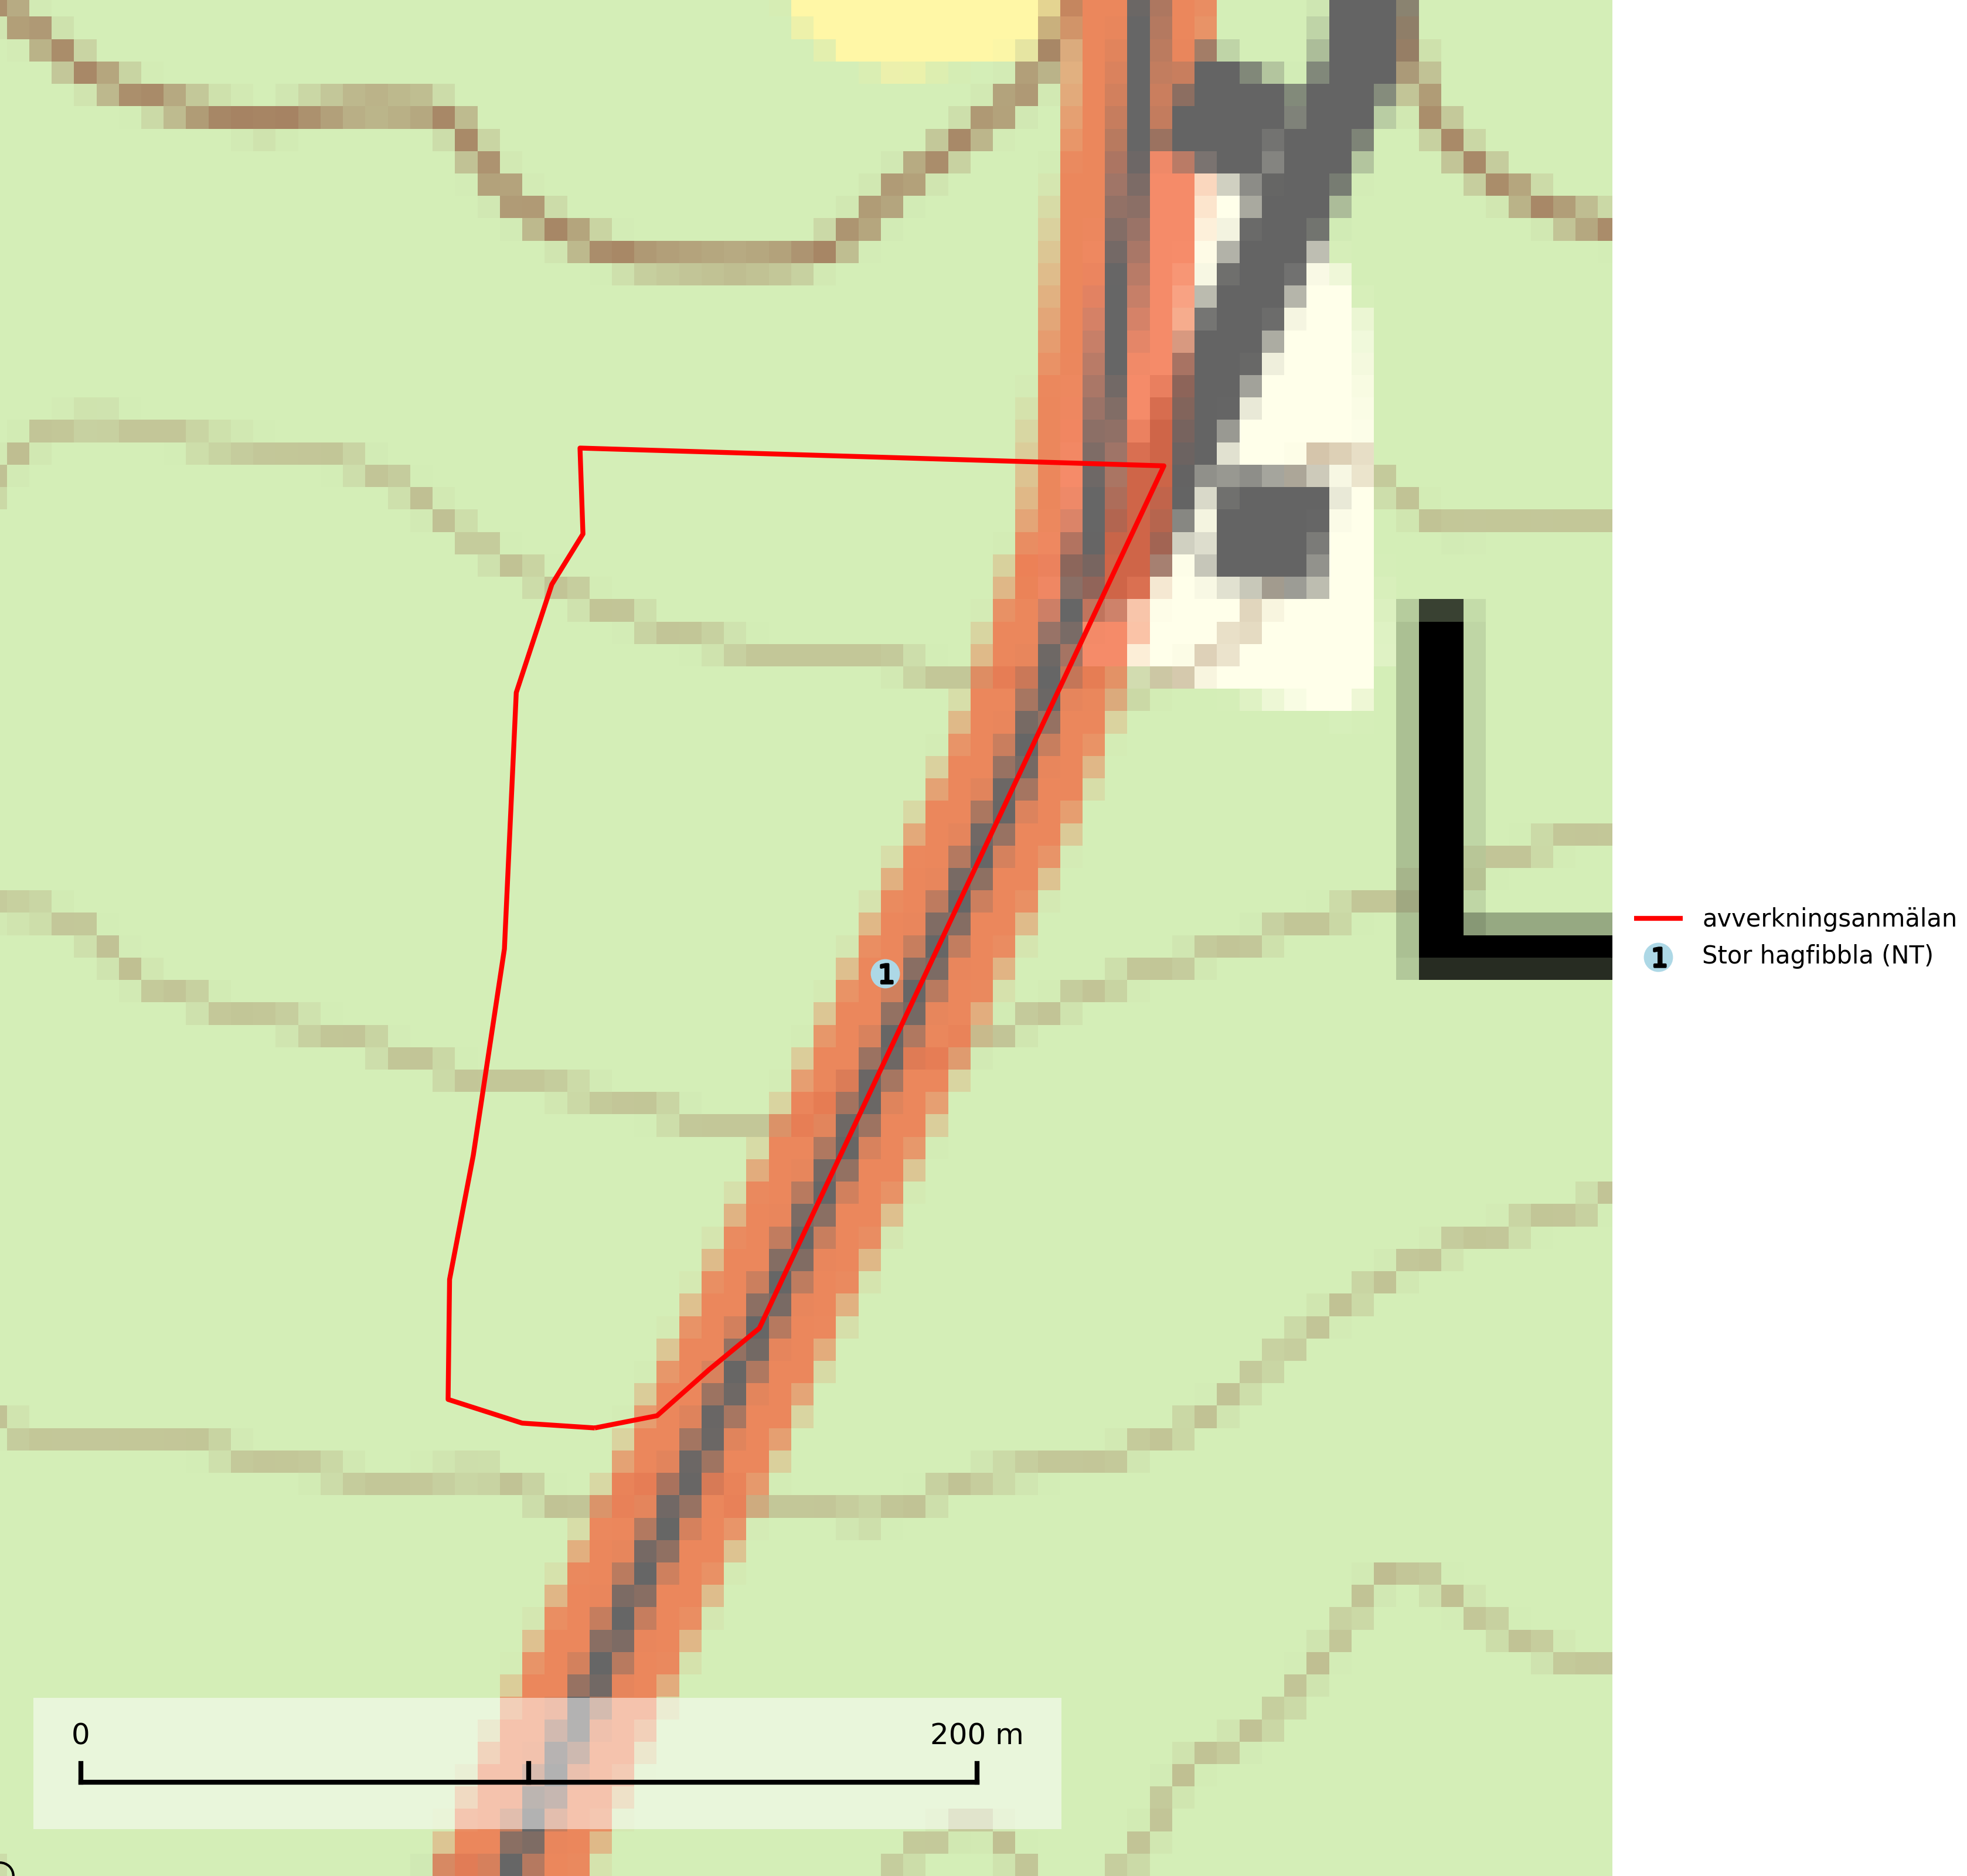 1
avverkningsanmälan
1 Stor hagfibbla (NT)
0 200 m